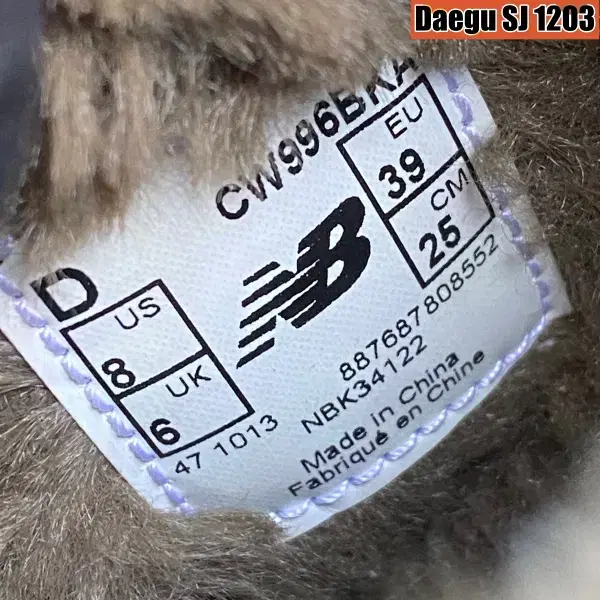 Daegu SJ 1203
CW996BKA
D
US
8
UK
6
NB
EU
39
CM
25
887687808552
47 1013
NBK34122
Made in China
Fabriqué en Chine